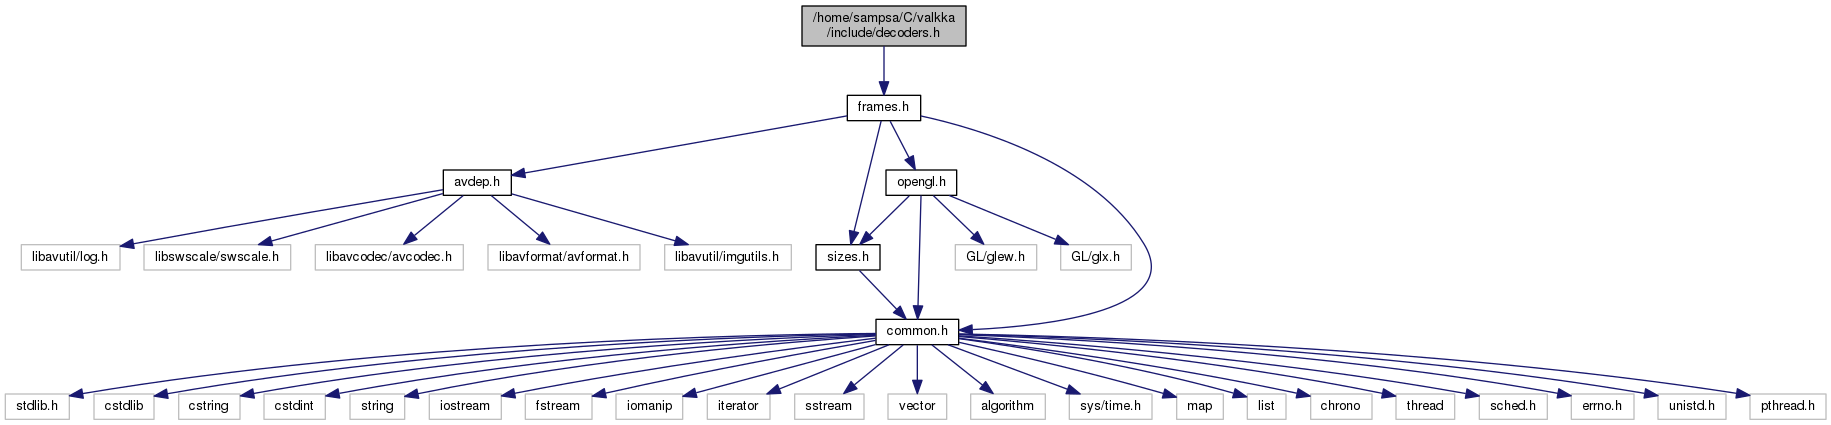 /home/sampsa/C/valkka
/include/decoders.h
frames.h
avdep.h
opengl.h
libavutil/log.h
libswscale/swscale.h
libavcodec/avcodec.h
libavformat/avformat.h
libavutil/imgutils.h
sizes.h
GL/glew.h
GL/glx.h
common.h
stdlib.h
cstdlib
cstring
cstdint
string
iostream
fstream
iomanip
iterator
sstream
vector
algorithm
sys/time.h
map
list
chrono
thread
sched.h
errno.h
unistd.h
pthread.h